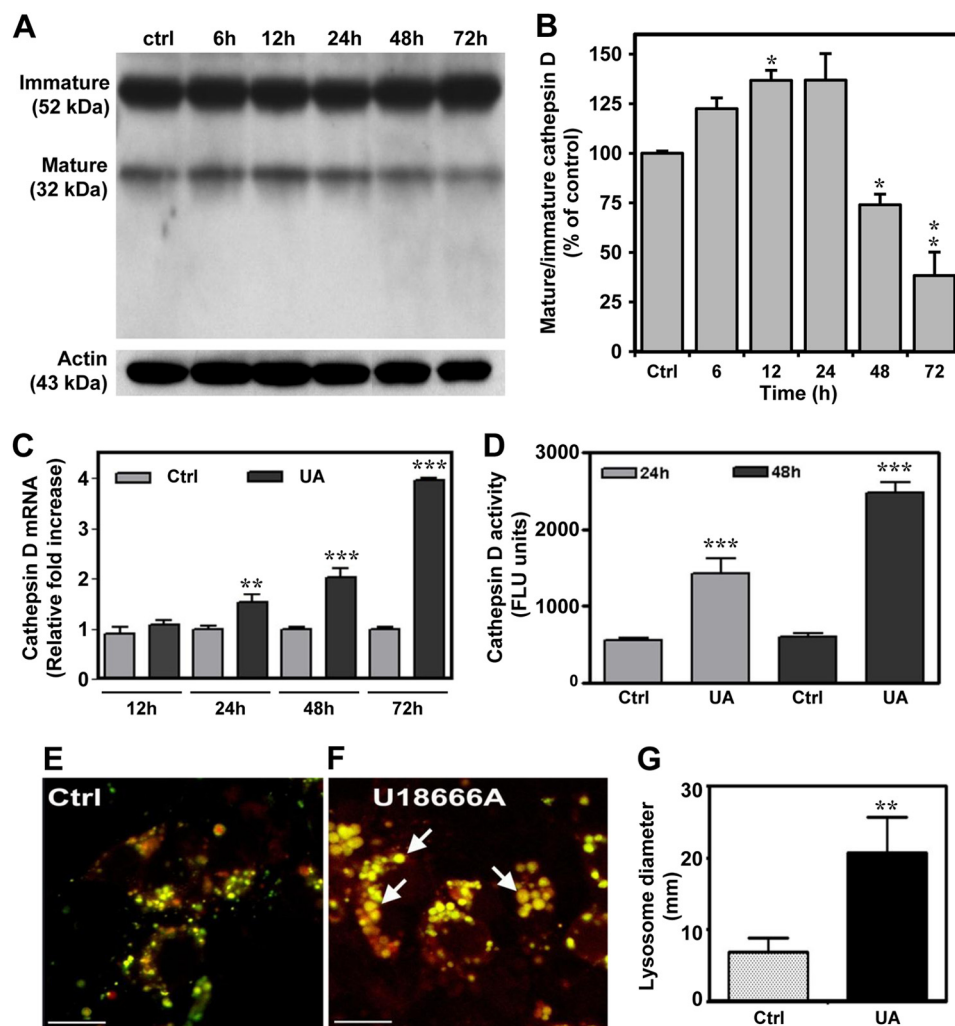 A
ctrl 6h 12h 24h 48h 72h
Immature
(52 kDa)
Mature
(32 kDa)
Actin
(43 kDa)
B
Mature/immature cathepsin D
(% of control)
150
125
100
75
50
25
0
*
*
*
*
Ctrl 6 12 24 48 72
Time (h)
C
Cathepsin D mRNA
(Relative fold increase)
4
2
1
0
Ctrl UA
**
***
***
12h 24h 48h 72h
D
Cathepsin D activity
(FLU units)
3000
2000
1000
0
24h 48h
***
***
Ctrl UA Ctrl UA
E
Ctrl
F
U18666A
G
Lysosome diameter
(mm)
30
20
10
0
**
Ctrl UA